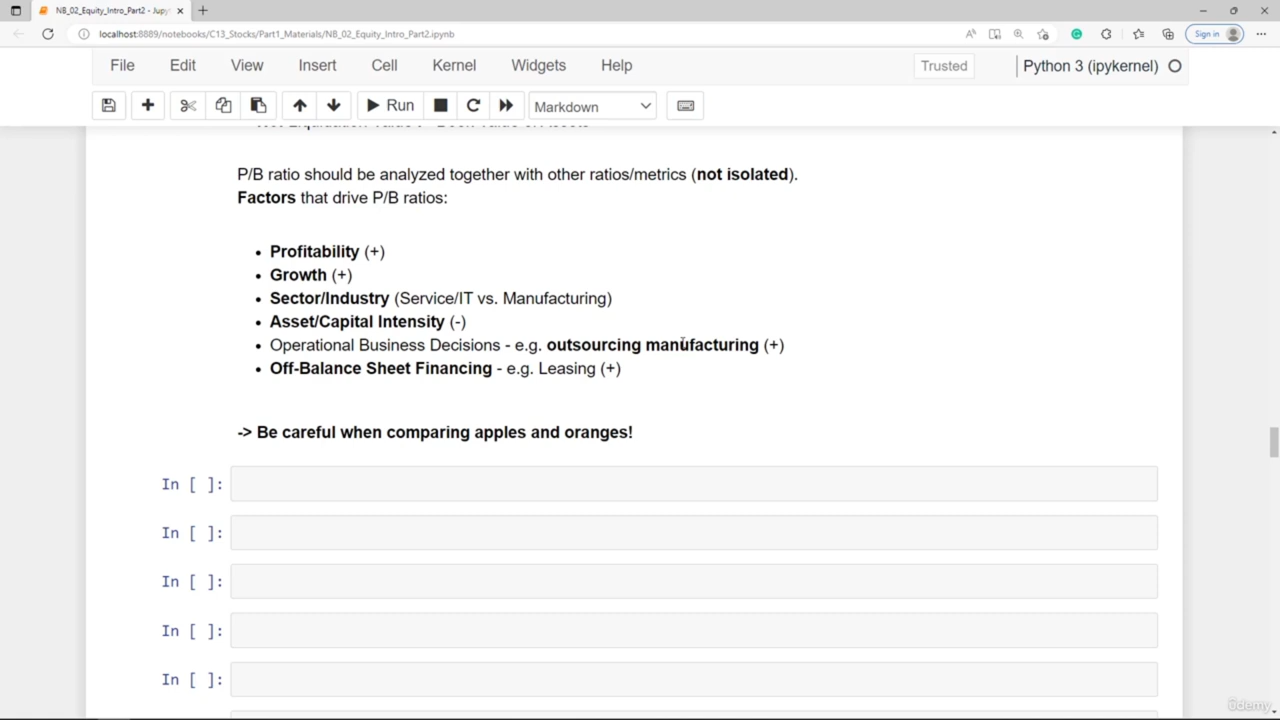 NB_02_Equity_Intro_Part2 - Jupy
localhost:8889/notebooks/C13_Stocks/Part1_Materials/NB_02_Equity_Intro_Part2.ipynb
Sign in
File Edit View Insert Cell Kernel Widgets Help Trusted Python 3 (ipykernel)
Run Markdown
P/B ratio should be analyzed together with other ratios/metrics (not isolated).
Factors that drive P/B ratios:
• Profitability (+)
• Growth (+)
• Sector/Industry (Service/IT vs. Manufacturing)
• Asset/Capital Intensity (-)
• Operational Business Decisions - e.g. outsourcing manufacturing (+)
• Off-Balance Sheet Financing - e.g. Leasing (+)
-> Be careful when comparing apples and oranges!
In [ ]:
In [ ]:
In [ ]:
In [ ]:
In [ ]:
ûdemy